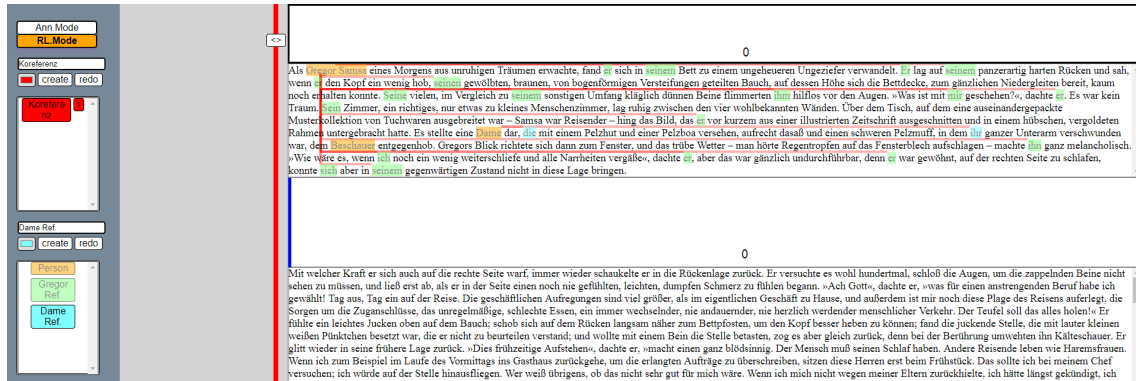 Ann.Mode
RL.Mode
Koreferenz
create redo
Korefere
nz
f
Dame Ref.
create redo
Person
Gregor
Ref.
Dame
Ref.
<>
0
Als Gregor Samsa eines Morgens aus unruhigen Träumen erwachte, fand er sich in seinem Bett zu einem ungeheueren Ungeziefer verwandelt. Er lag auf seinem panzerartig harten Rücken und sah,
wenn er den Kopf ein wenig hob, seinen gewölbten, braunen, von bogenförmigen Versteifungen geteilten Bauch, auf dessen Höhe sich die Bettdecke, zum gänzlichen Niedergleiten bereit, kaum
noch erhalten konnte. Seine vielen, im Vergleich zu seinem sonstigen Umfang kläglich dünnen Beine flimmerten ihm hilflos vor den Augen. »Was ist mit mir geschehen?«, dachte er. Es war kein
Traum. Sein Zimmer, ein richtiges, nur etwas zu kleines Menschenzimmer, lag ruhig zwischen den vier wohlbekannten Wänden. Über dem Tisch, auf dem eine auseinandergepackte
Musterkollektion von Tuchwaren ausgebreitet war – Samsa war Reisender – hing das Bild, das er vor kurzem aus einer illustrierten Zeitschrift ausgeschnitten und in einem hübschen, vergoldeten
Rahmen untergebracht hatte. Es stellte eine Dame dar, die mit einem Pelzhut und einer Pelzboa versehen, aufrecht dasaß und einen schweren Pelzmuff, in dem ihr ganzer Unterarm verschwunden
war, dem Beschauer entgegenhob. Gregors Blick richtete sich dann zum Fenster, und das trübe Wetter – man hörte Regentropfen auf das Fensterblech aufschlagen – machte ihn ganz melancholisch.
»Wie wäre es, wenn ich noch ein wenig weiterschliefe und alle Narrheiten vergäße«, dachte er, aber das war gänzlich undurchführbar, denn er war gewöhnt, auf der rechten Seite zu schlafen,
konnte sich aber in seinem gegenwärtigen Zustand nicht in diese Lage bringen.
0
Mit welcher Kraft er sich auch auf die rechte Seite warf, immer wieder schaukelte er in die Rückenlage zurück. Er versuchte es wohl hundertmal, schloß die Augen, um die zappelnden Beine nicht
sehen zu müssen, und ließ erst ab, als er in der Seite einen noch nie gefühlten, leichten, dumpfen Schmerz zu fühlen begann. »Ach Gott«, dachte er, »was für einen anstrengenden Beruf habe ich
gewählt! Tag aus, Tag ein auf der Reise. Die geschäftlichen Aufregungen sind viel größer, als im eigentlichen Geschäft zu Hause, und außerdem ist mir noch diese Plage des Reisens auferlegt, die
Sorgen um die Zuganschlüsse, das unregelmäßige, schlechte Essen, ein immer wechselnder, nie andauernder, nie herzlich werdender menschlicher Verkehr. Der Teufel soll das alles holen!« Er
fühlte ein leichtes Jucken oben auf dem Bauch; schob sich auf dem Rücken langsam näher zum Bettpfosten, um den Kopf besser heben zu können; fand die juckende Stelle, die mit lauter kleinen
weißen Pünktchen besetzt war, die er nicht zu beurteilen verstand; und wollte mit einem Bein die Stelle betasten, zog es aber gleich zurück, denn bei der Berührung umwehten ihn Kälteschauer. Er
glitt wieder in seine frühere Lage zurück. »Dies frühzeitige Aufstehen«, dachte er, »macht einen ganz blödsinnig. Der Mensch muß seinen Schlaf haben. Andere Reisende leben wie Haremsfrauen.
Wenn ich zum Beispiel im Laufe des Vormittags ins Gasthaus zurückgehe, um die erlangten Aufträge zu überschreiben, sitzen diese Herren erst beim Frühstück. Das sollte ich bei meinem Chef
versuchen; ich würde auf der Stelle hinausfliegen. Wer weiß übrigens, ob das nicht sehr gut für mich wäre. Wenn ich mich nicht wegen meiner Eltern zurückhielte, ich hätte längst gekündigt, ich